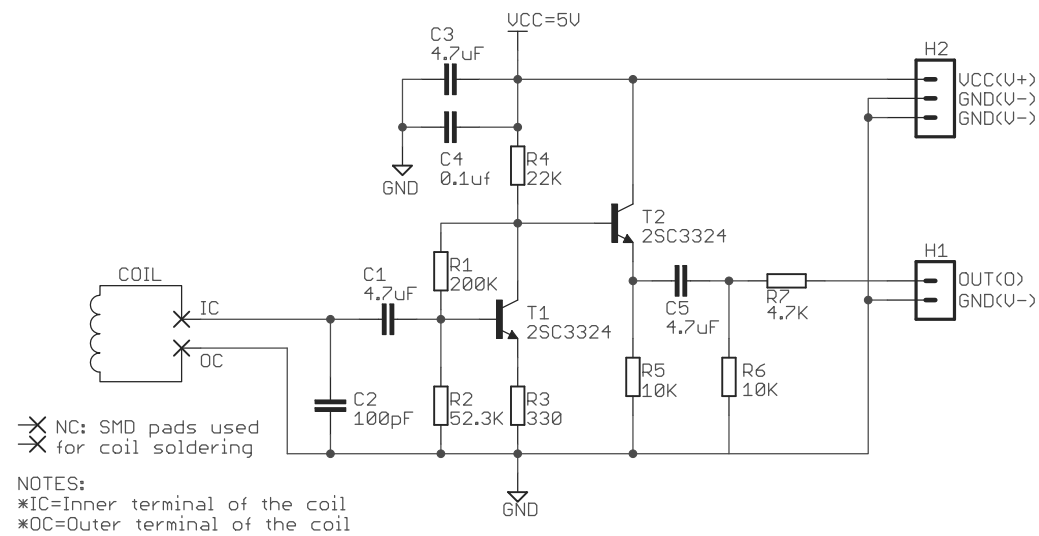 VCC=5V
C3
4.7uF
H2
VCC(V+)
GND(V-)
GND(V-)
C4
0.1uf
GND
R4
22K
T2
2SC3324
H1
OUT(O)
GND(V-)
COIL
IC
OC
C1
4.7uF
R1
200K
T1
2SC3324
C5
4.7uF
R7
4.7K
C2
100pF
R2
52.3K
R3
330
R5
10K
R6
10K
NC: SMD pads used
for coil soldering
NOTES:
*IC=Inner terminal of the coil
*OC=Outer terminal of the coil
GND